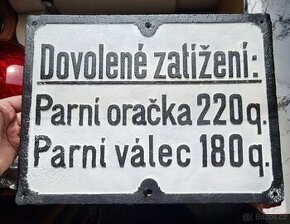 Dovolené zatížení:
Parní oračka 220 q.
Parní válec 180 q.